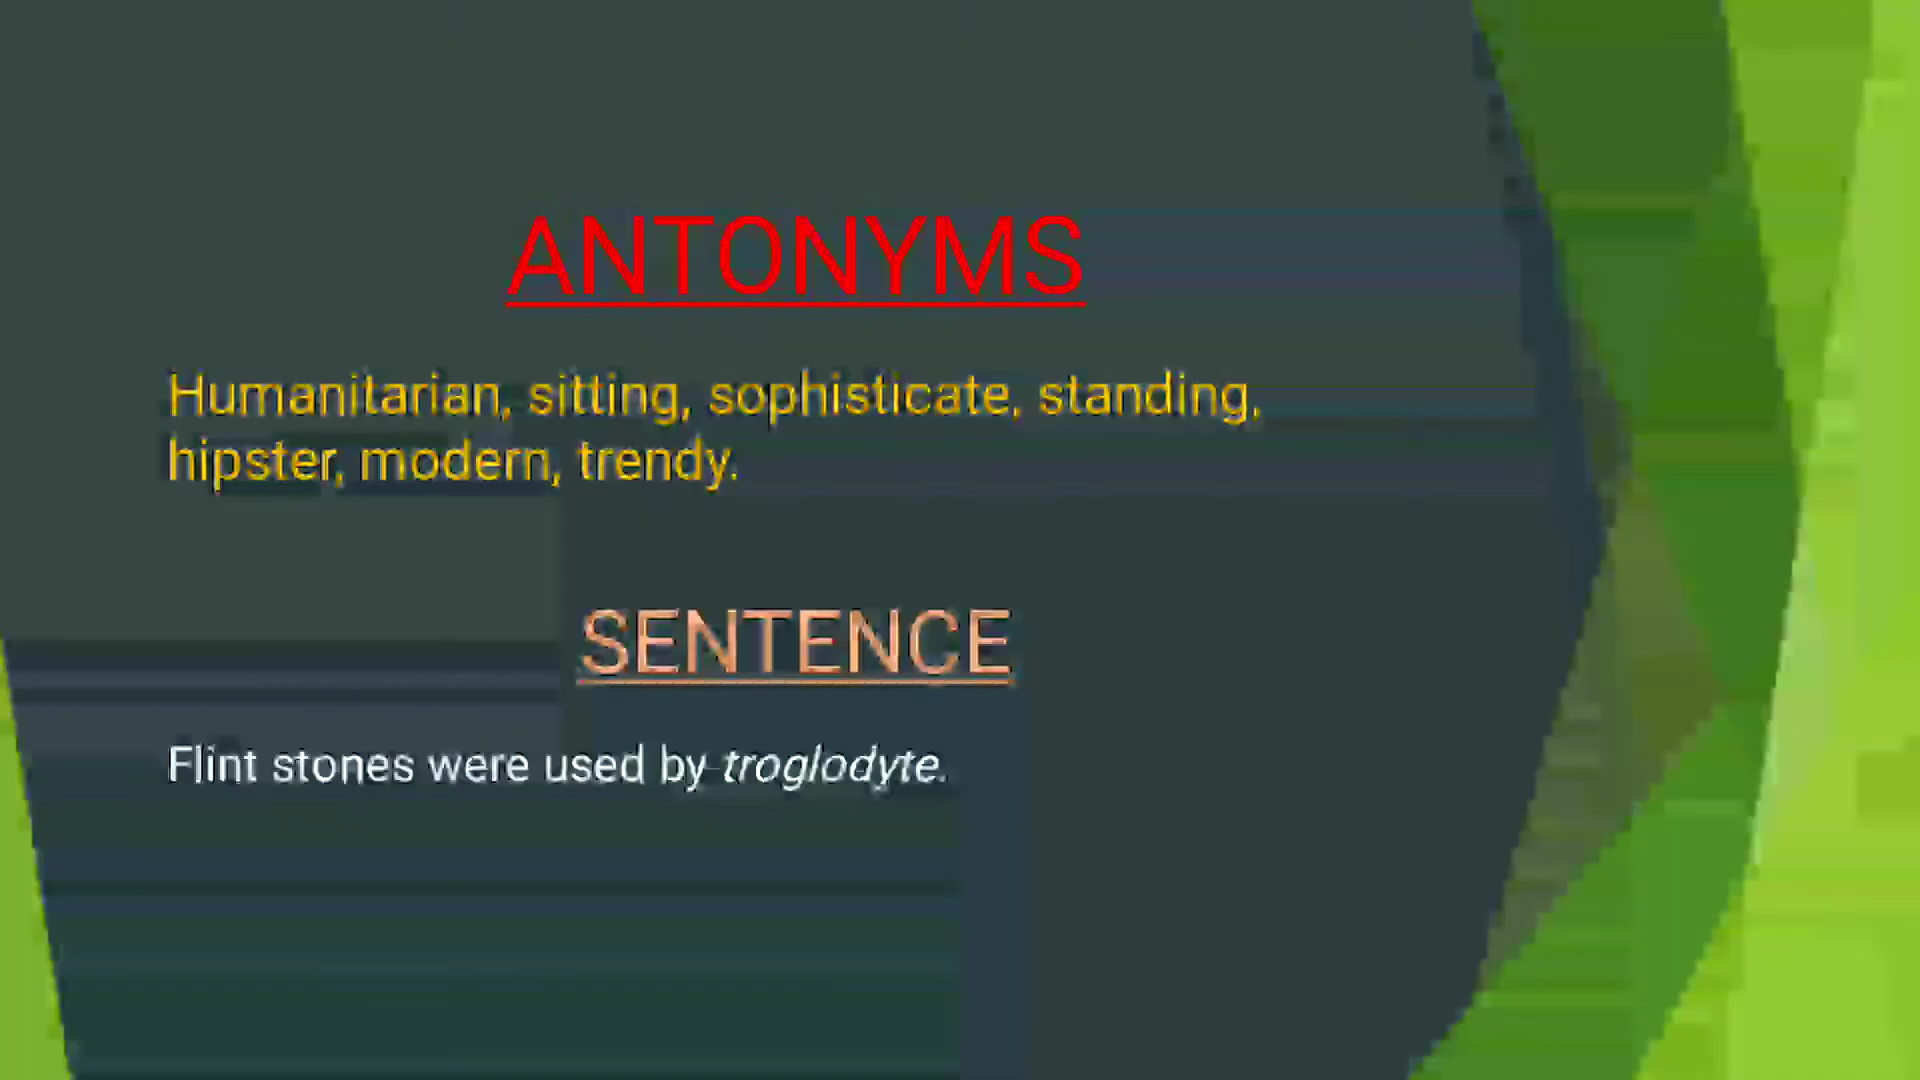 ANTONYMS
Humanitarian, sitting, sophisticate, standing,
hipster, modern, trendy.
SENTENCE
Flint stones were used by troglodyte.